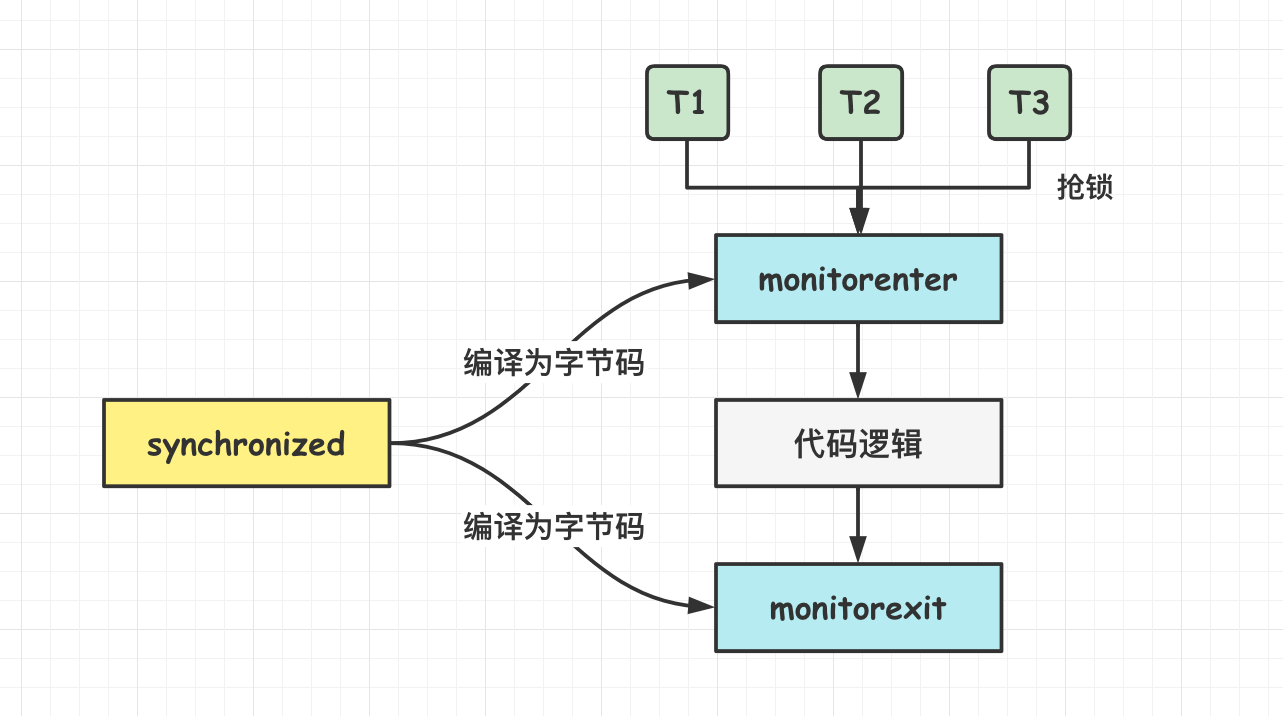 T1
T2
T3
抢锁
monitorenter
编译为字节码
synchronized
代码逻辑
编译为字节码
monitorexit